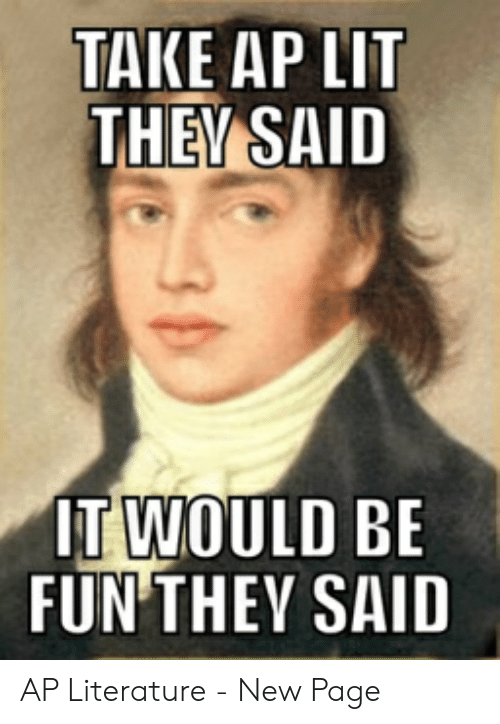 TAKE AP LIT
THEY SAID
IT WOULD BE
FUN THEY SAID
AP Literature - New Page